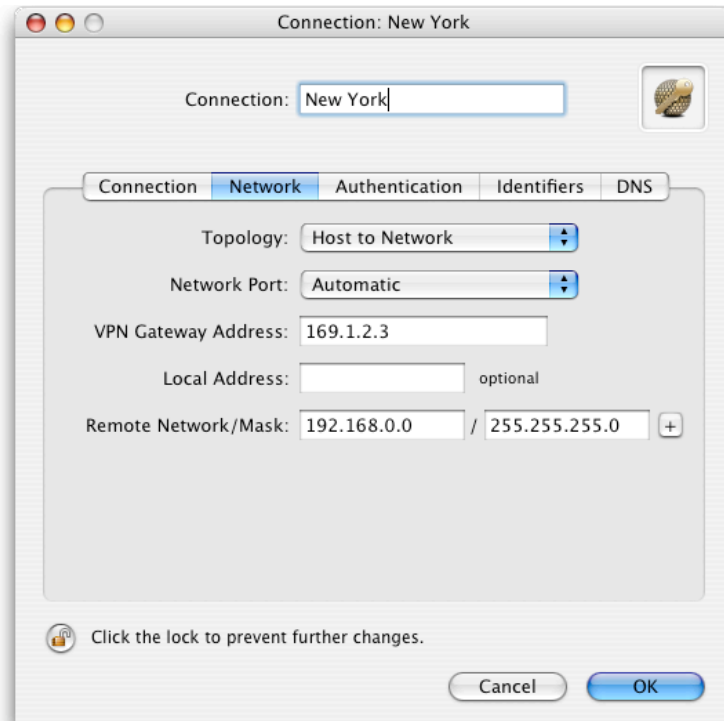 Connection: New York
Connection: New York
Connection Network Authentication Identifiers DNS
Topology: Host to Network
Network Port: Automatic
VPN Gateway Address: 169.1.2.3
Local Address: optional
Remote Network/Mask: 192.168.0.0 / 255.255.255.0 +
Click the lock to prevent further changes.
Cancel OK